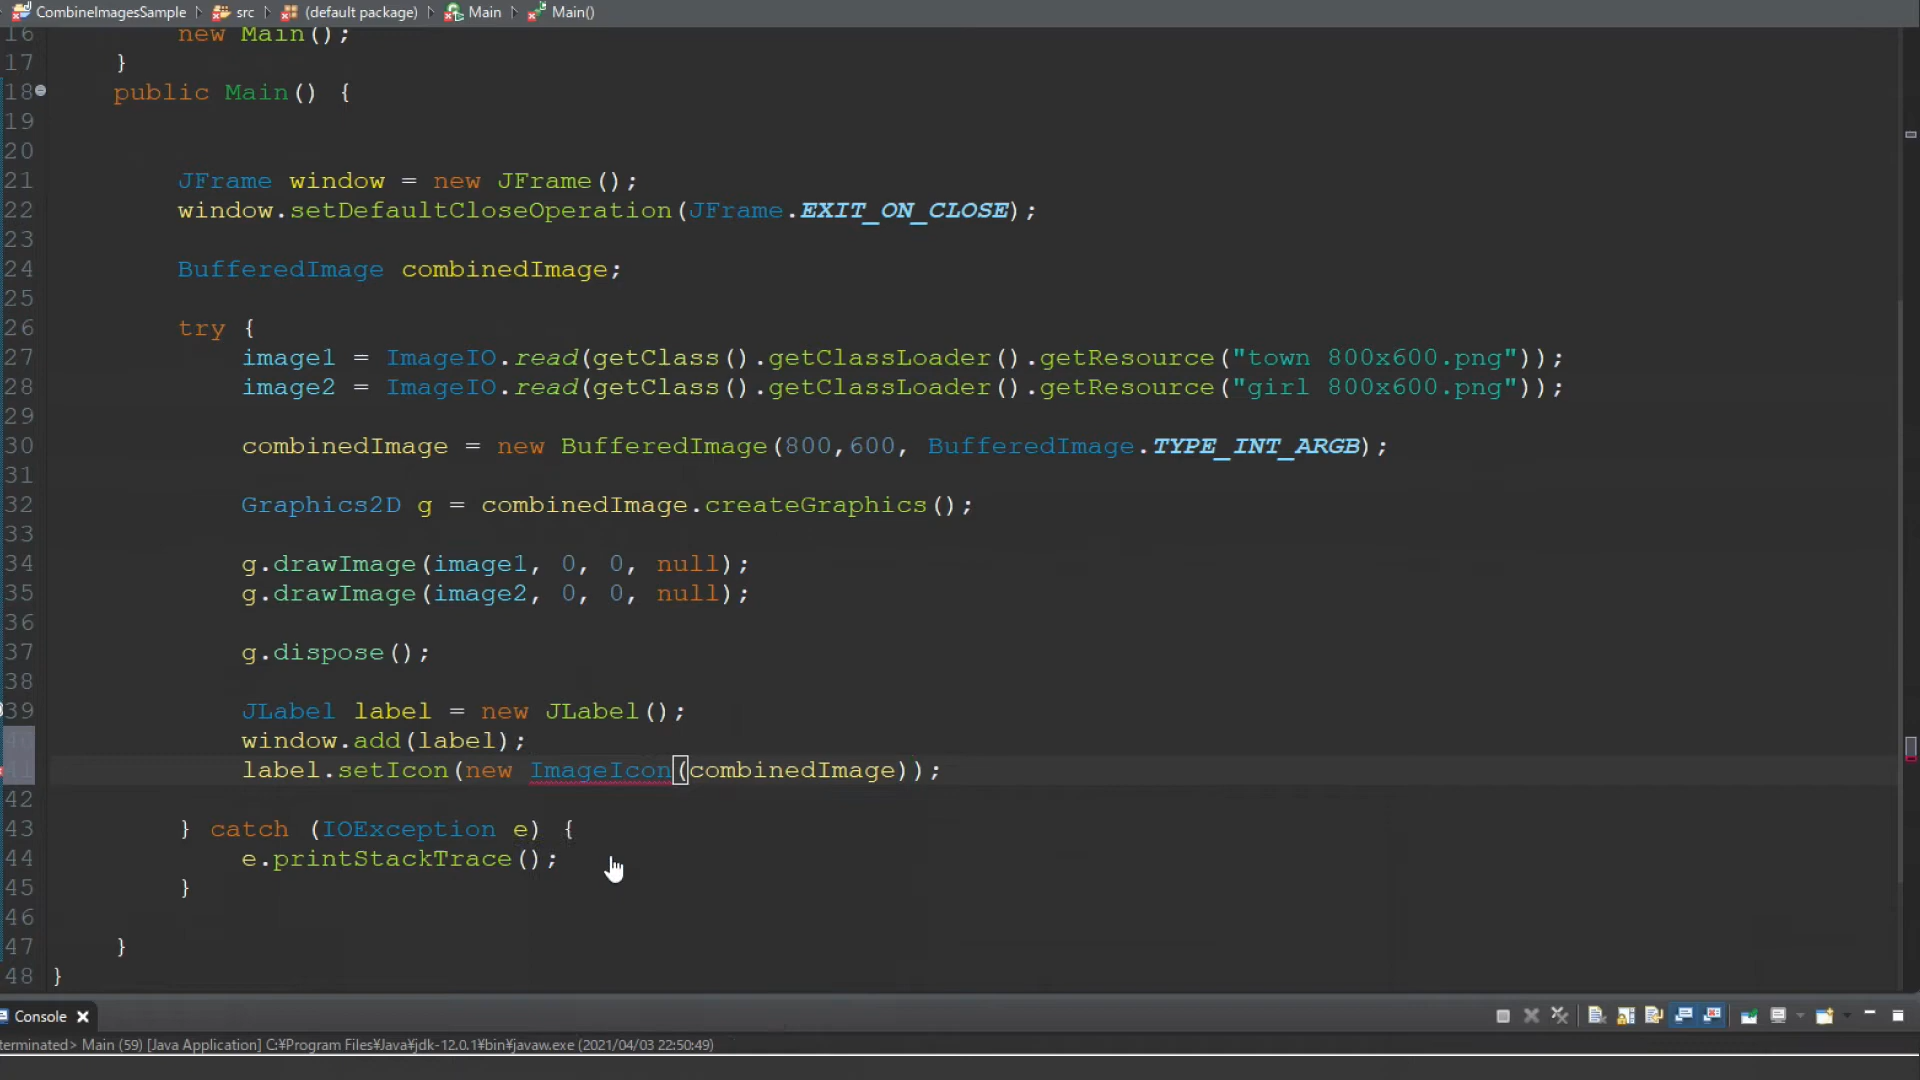 CombineImagesSample src (default package) Main Main()
16 new Main();
17 }
18 public Main() {
19
20
21 JFrame window = new JFrame();
22 window.setDefaultCloseOperation(JFrame.EXIT_ON_CLOSE);
23
24 BufferedImage combinedImage;
25
26 try {
27 image1 = ImageIO.read(getClass().getClassLoader().getResource("town 800x600.png"));
28 image2 = ImageIO.read(getClass().getClassLoader().getResource("girl 800x600.png"));
29
30 combinedImage = new BufferedImage(800,600, BufferedImage.TYPE_INT_ARGB);
31
32 Graphics2D g = combinedImage.createGraphics();
33
34 g.drawImage(image1, 0, 0, null);
35 g.drawImage(image2, 0, 0, null);
36
37 g.dispose();
38
39 JLabel label = new JLabel();
window.add(label);
label.setIcon(new ImageIcon(combinedImage));
42
43 } catch (IOException e) {
44 e.printStackTrace();
45 }
46
47 }
48 }
Console
terminated> Main (59) [Java Application] C:¥Program Files¥Java¥jdk-12.0.1¥bin¥javaw.exe (2021/04/03 22:50:49)